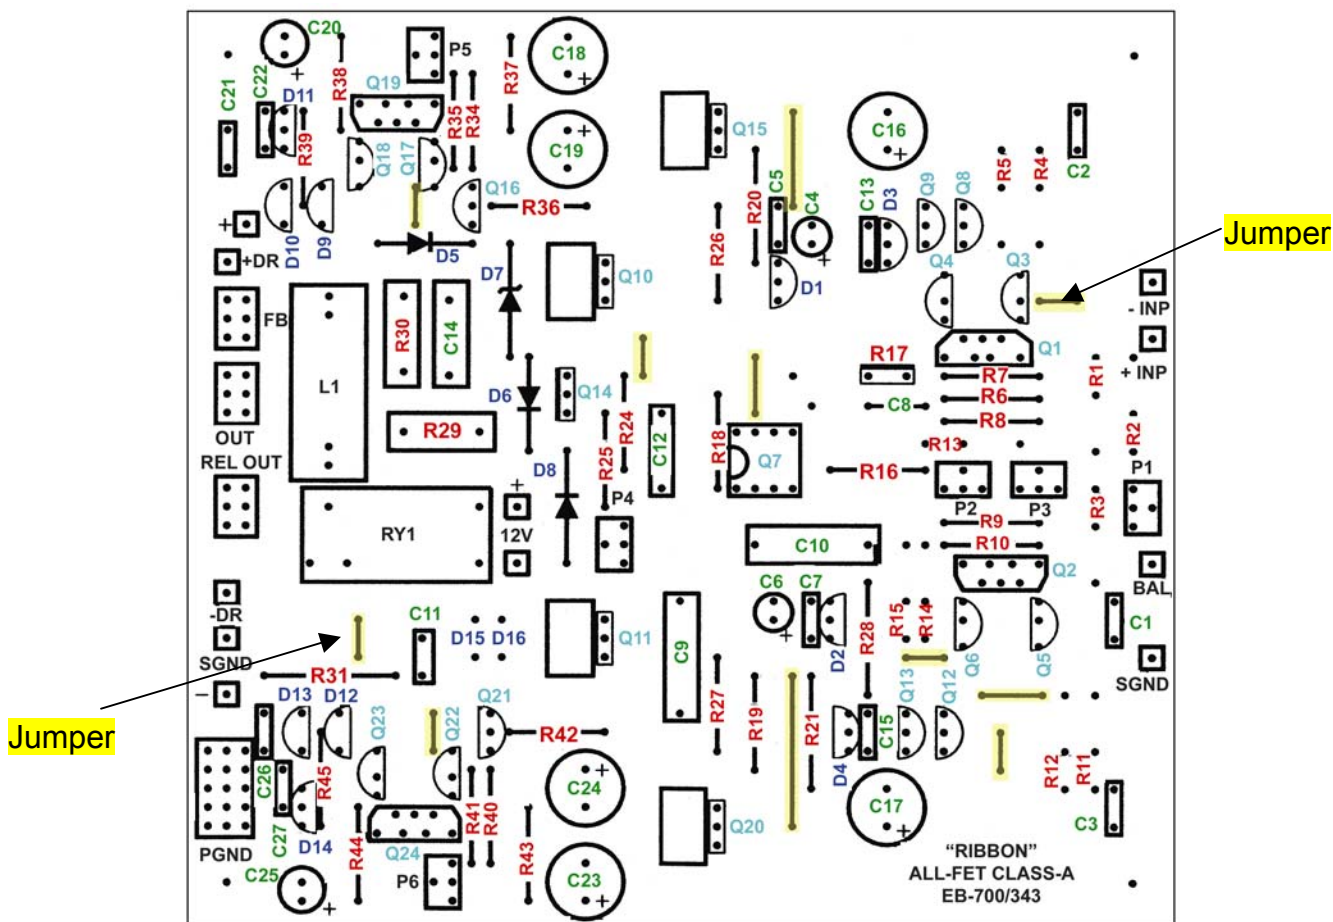 C20
P5
C18
C21
C22
D11
R38
Q19
R35
R34
R37
R39
Q18
Q17
C19
Q16
R36
+
+DR
D10
D9
D5
D7
Q10
FB
L1
R30
C14
D6
Q14
R24
OUT
R29
REL OUT
D8
R25
C12
P4
RY1
+
12V
-DR
SGND
–
C11
D15
D16
Q11
R31
D13
D12
Q23
Q22
Q21
R42
Jumper
C26
R45
C24
C27
D14
R44
Q24
R41
R40
R43
PGND
C25
P6
C23
+
Q15
C16
+
C2
R5
R4
R20
C5
C4
+
C13
D3
Q9
Q8
R26
D1
Q4
Q3
Jumper
- INP
+ INP
Q1
R17
R7
R6
R8
C8
R1
R2
R13
R18
Q7
R16
P2
P3
P1
R3
R9
R10
C10
Q2
BAL
C6
+
C7
D2
R28
R15
R14
Q6
Q5
C1
SGND
C9
R27
R19
R21
D4
C15
Q13
Q12
R12
R11
Q20
C17
+
C3
“RIBBON”
ALL-FET CLASS-A
EB-700/343